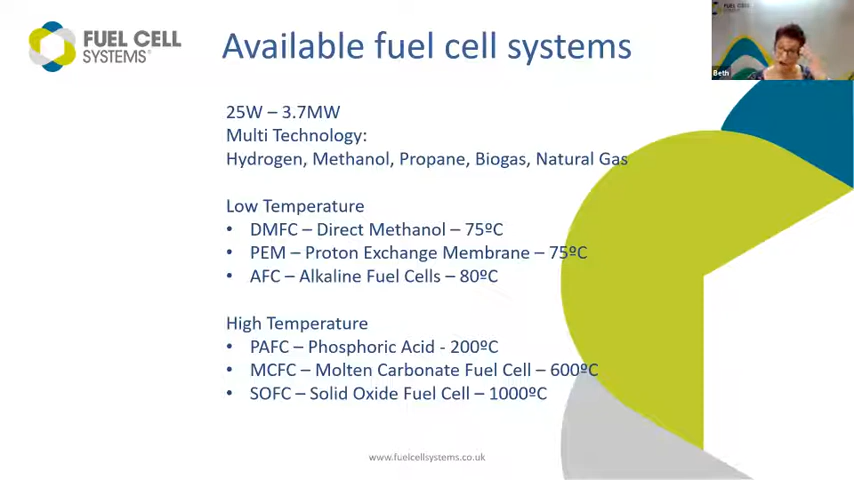 FUEL CELL
SYSTEMS
Available fuel cell systems
Beth
25W – 3.7MW
Multi Technology:
Hydrogen, Methanol, Propane, Biogas, Natural Gas
Low Temperature
• DMFC – Direct Methanol – 75ºC
• PEM – Proton Exchange Membrane – 75ºC
• AFC – Alkaline Fuel Cells – 80ºC
High Temperature
• PAFC – Phosphoric Acid - 200ºC
• MCFC – Molten Carbonate Fuel Cell – 600ºC
• SOFC – Solid Oxide Fuel Cell – 1000ºC
www.fuelcellsystems.co.uk